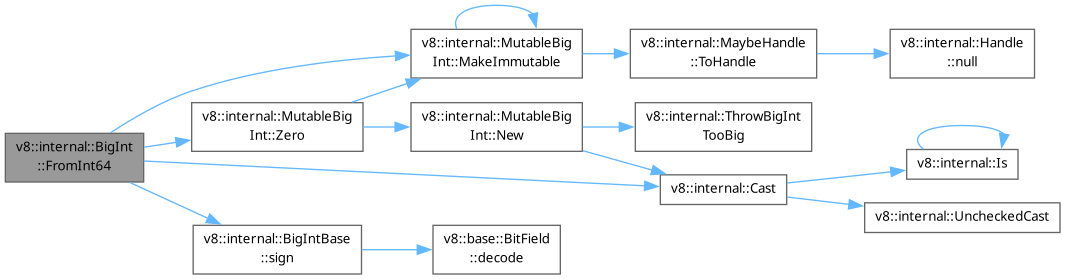 v8::internal::BigInt
::FromInt64
v8::internal::MutableBig
Int::Zero
v8::internal::BigIntBase
::sign
v8::internal::MutableBig
Int::MakeImmutable
v8::internal::MutableBig
Int::New
v8::base::BitField
::decode
v8::internal::MaybeHandle
::ToHandle
v8::internal::ThrowBigInt
TooBig
v8::internal::Cast
v8::internal::Handle
::null
v8::internal::Is
v8::internal::UncheckedCast